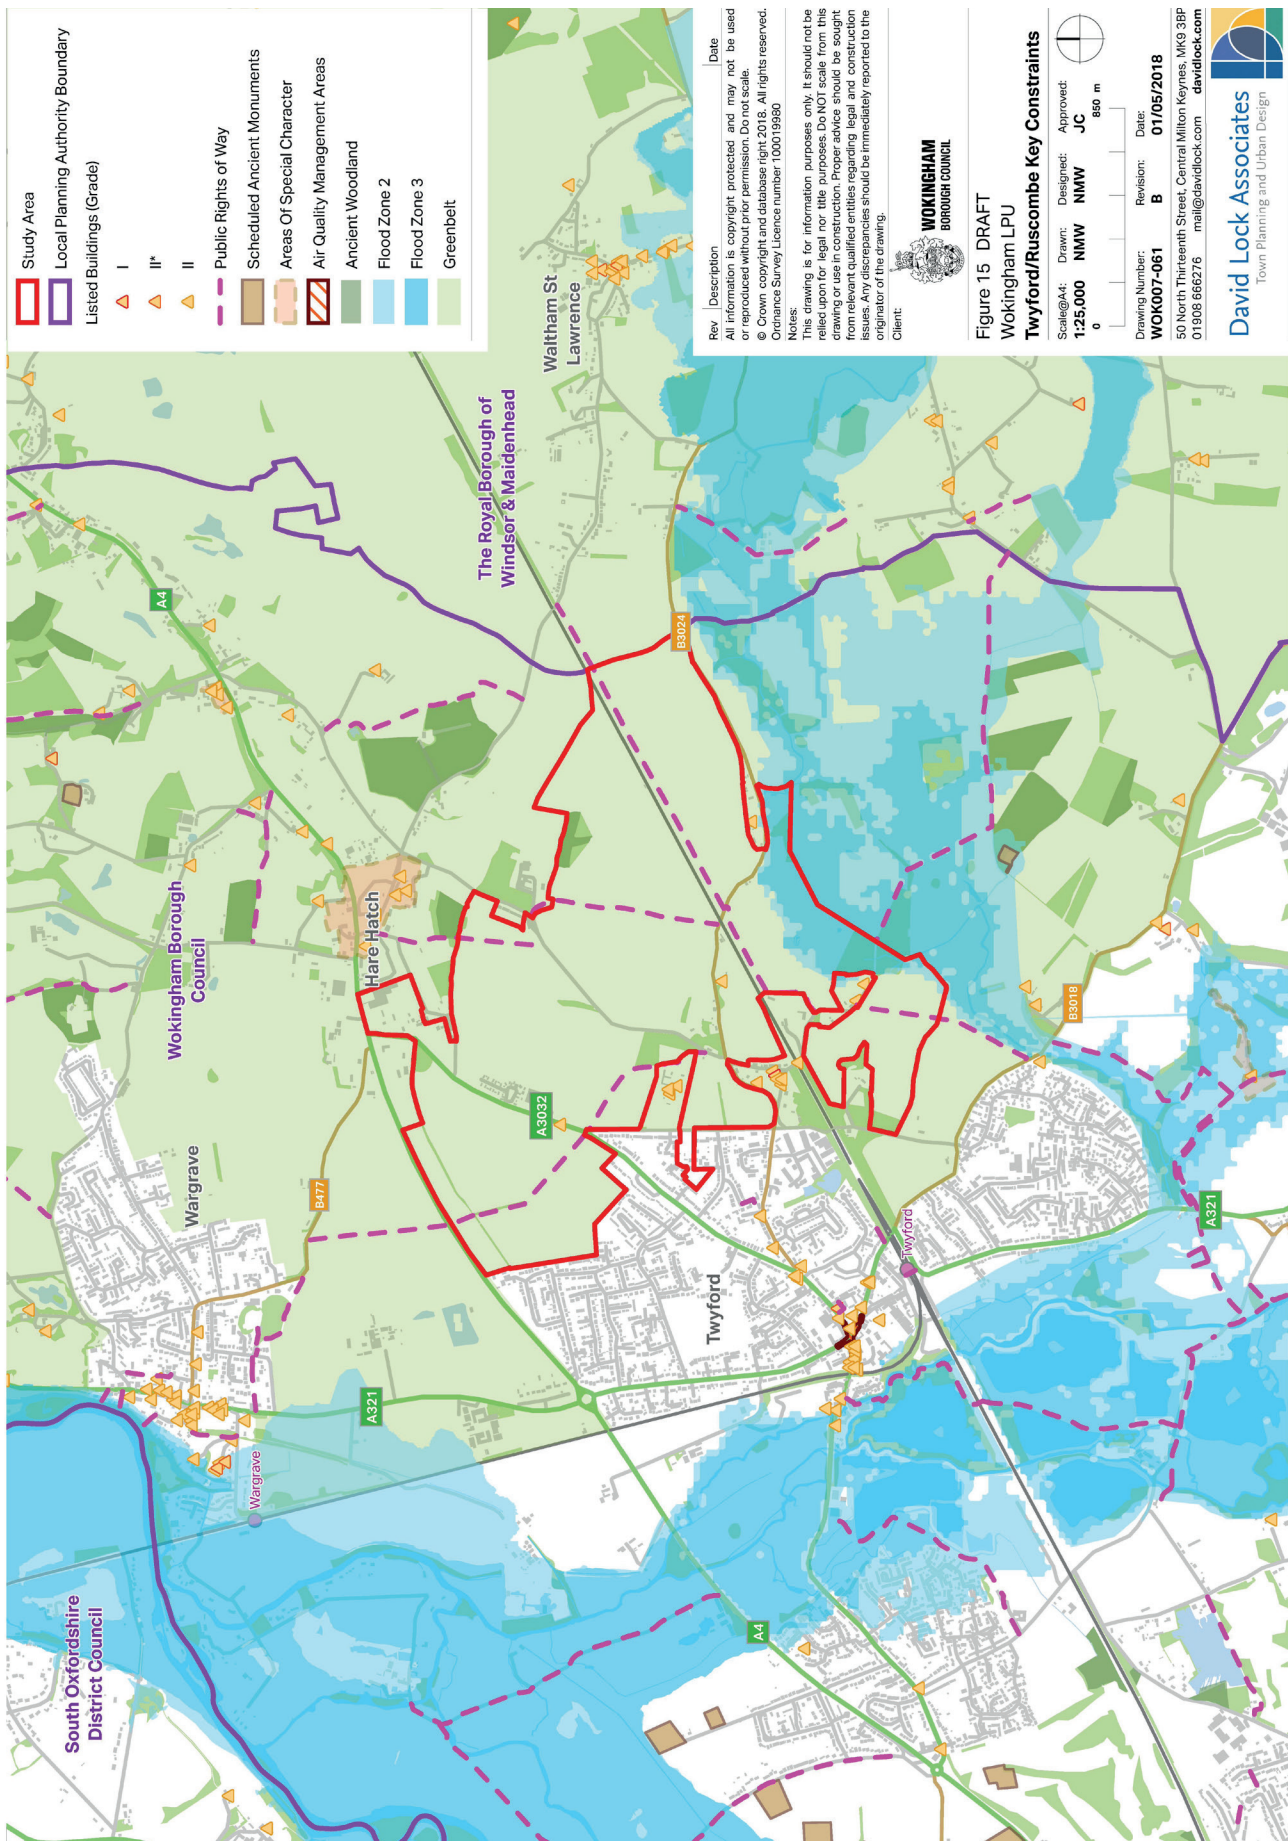 Study Area
Local Planning Authority Boundary
Listed Buildings (Grade)
I
II*
II
Public Rights of Way
Scheduled Ancient Monuments
Areas Of Special Character
Air Quality Management Areas
Ancient Woodland
Flood Zone 2
Flood Zone 3
Greenbelt
South Oxfordshire
District Council
Wargrave
Wargrave
A321
B477
Wokingham Borough
Council
Hare Hatch
A4
The Royal Borough of
Windsor & Maidenhead
Waltham St
Lawrence
A3032
Twyford
A4
B3024
Twyford
B3018
A321
Rev Description Date
All information is copyright protected and may not be used
or reproduced without prior permission. Do not scale.
© Crown copyright and database right 2018. All rights reserved.
Ordnance Survey Licence number 100019980
Notes:
This drawing is for information purposes only. It should not be
relied upon for legal nor title purposes. Do NOT scale from this
drawing or use in construction. Proper advice should be sought
from relevant qualified entities regarding legal and construction
issues. Any discrepancies should be immediately reported to the
originator of the drawing.
Client:
WOKINGHAM
BOROUGH COUNCIL
Figure 15 DRAFT
Wokingham LPU
Twyford/Ruscombe Key Constraints
Scale@A4: Drawn: Designed: Approved:
1:25,000 NMW NMW JC
0 850 m
Drawing Number: Revision: Date:
WOK007-061 B 01/05/2018
50 North Thirteenth Street, Central Milton Keynes, MK9 3BP
01908 666276 mail@davidlock.com davidlock.com
David Lock Associates
Town Planning and Urban Design